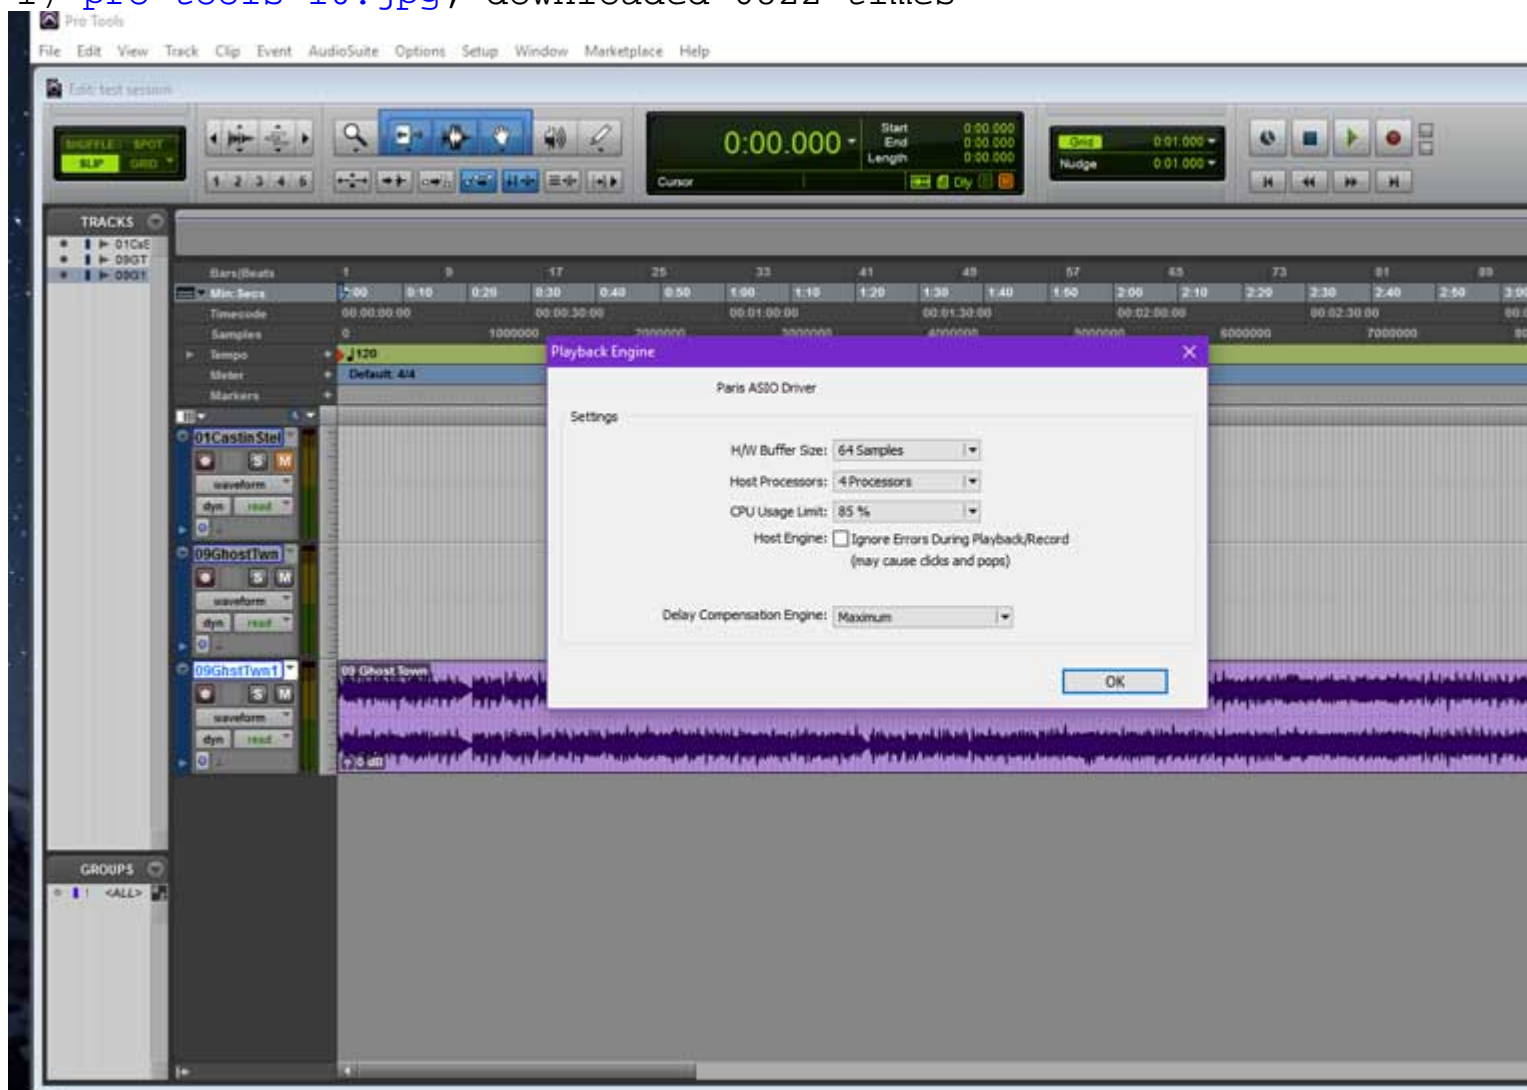 Pro Tools
File Edit View Track Clip Event AudioSuite Options Setup Window Marketplace Help
Edit: test session
SHUFFLE SPOT
SLIP GRID
1 2 3 4 5
0:00.000
Start 0:00.000
End 0:00.000
Length 0:00.000
Cursor
Dly
Grid 0:01.000
Nudge 0:01.000
TRACKS
09GT
Bars|Beats 1 9 17 25 33 41 49 57 65 73 81 89
Min:Secs 0:00 0:10 0:20 0:30 0:40 0:50 1:00 1:10 1:20 1:30 1:40 1:50 2:00 2:10 2:20 2:30 2:40 2:50
Timecode 00:00:00:00 00:00:30:00 00:01:00:00 00:01:30:00 00:02:00:00 00:02:30:00
Samples 0 1000000 2000000 3000000 4000000 5000000 6000000 7000000
Tempo 120
Meter Default: 4/4
Markers
01CastinStel
S M
waveform
dyn read
09GhostTwn
S M
waveform
dyn read
09GhstTwn1
S M
waveform
dyn read
09 Ghost Town
0 dB
Playback Engine
Paris ASIO Driver
Settings
H/W Buffer Size: 64 Samples
Host Processors: 4 Processors
CPU Usage Limit: 85 %
Host Engine: Ignore Errors During Playback/Record
(may cause clicks and pops)
Delay Compensation Engine: Maximum
OK
GROUPS
! <ALL>